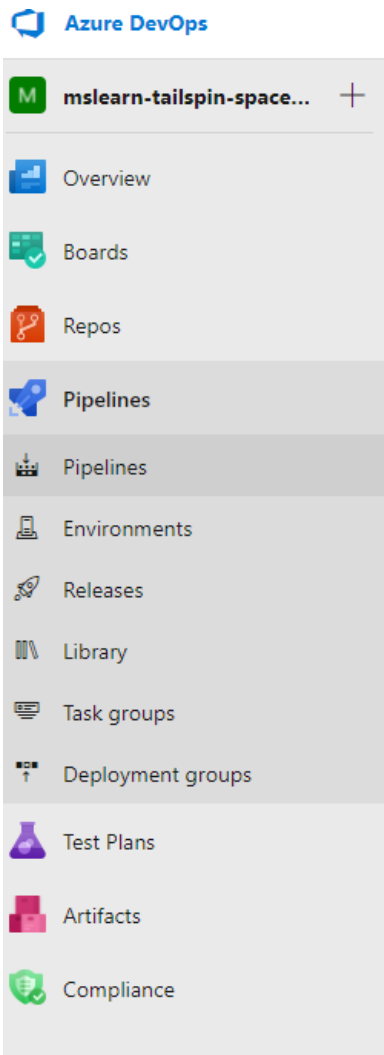 Azure DevOps
M mslearn-tailspin-space... +
Overview
Boards
Repos
Pipelines
Pipelines
Environments
Releases
Library
Task groups
Deployment groups
Test Plans
Artifacts
Compliance